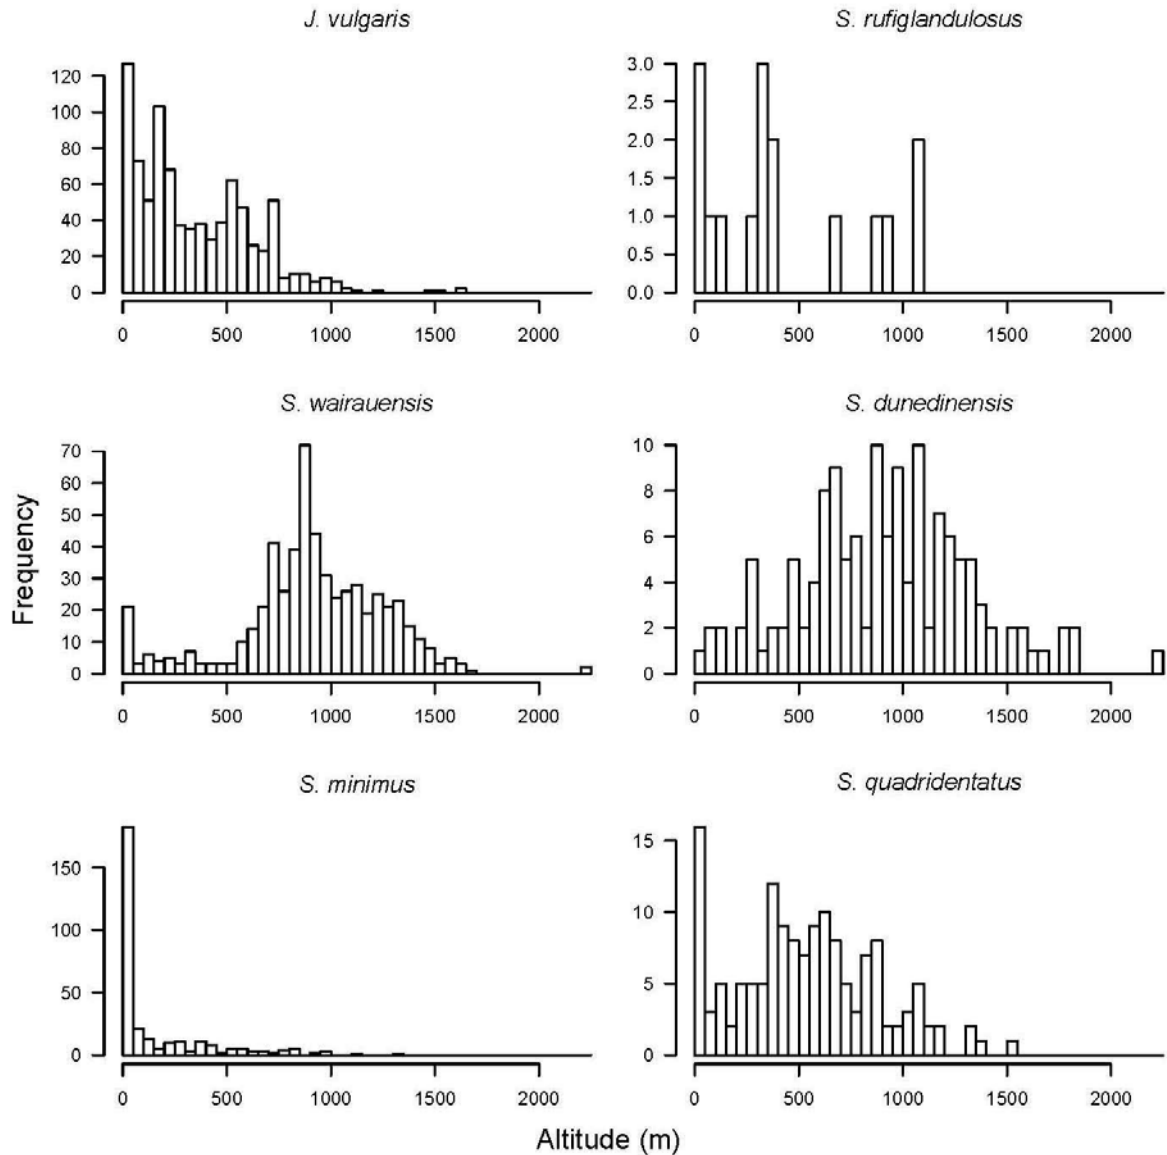 J. vulgaris
S. rufiglandulosus
120
100
80
60
40
20
0
0 500 1000 1500 2000
3.0
2.5
2.0
1.5
1.0
0.5
0.0
0 500 1000 1500 2000
S. wairauensis
S. dunedinensis
Frequency
70
60
50
40
30
20
10
0
0 500 1000 1500 2000
10
8
6
4
2
0
0 500 1000 1500 2000
S. minimus
S. quadridentatus
150
100
50
0
0 500 1000 1500 2000
15
10
5
0
0 500 1000 1500 2000
Altitude (m)